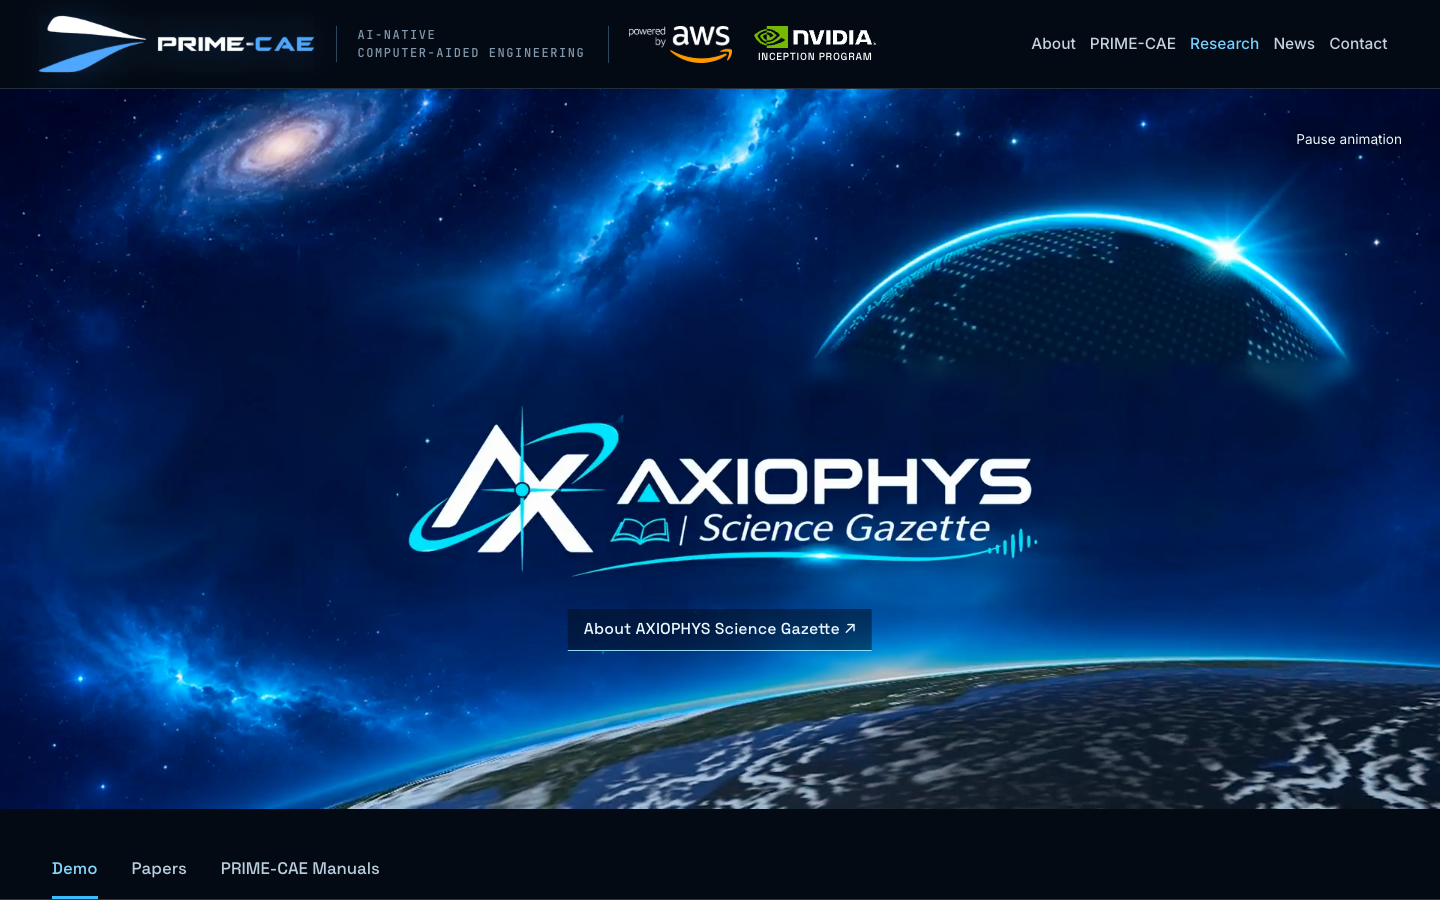 PRIME-CAE
AI-NATIVE
COMPUTER-AIDED ENGINEERING
powered by aws
NVIDIA.
INCEPTION PROGRAM
About PRIME-CAE Research News Contact
Pause animation
AX AXIOPHYS
| Science Gazette
About AXIOPHYS Science Gazette ↗
Demo Papers PRIME-CAE Manuals